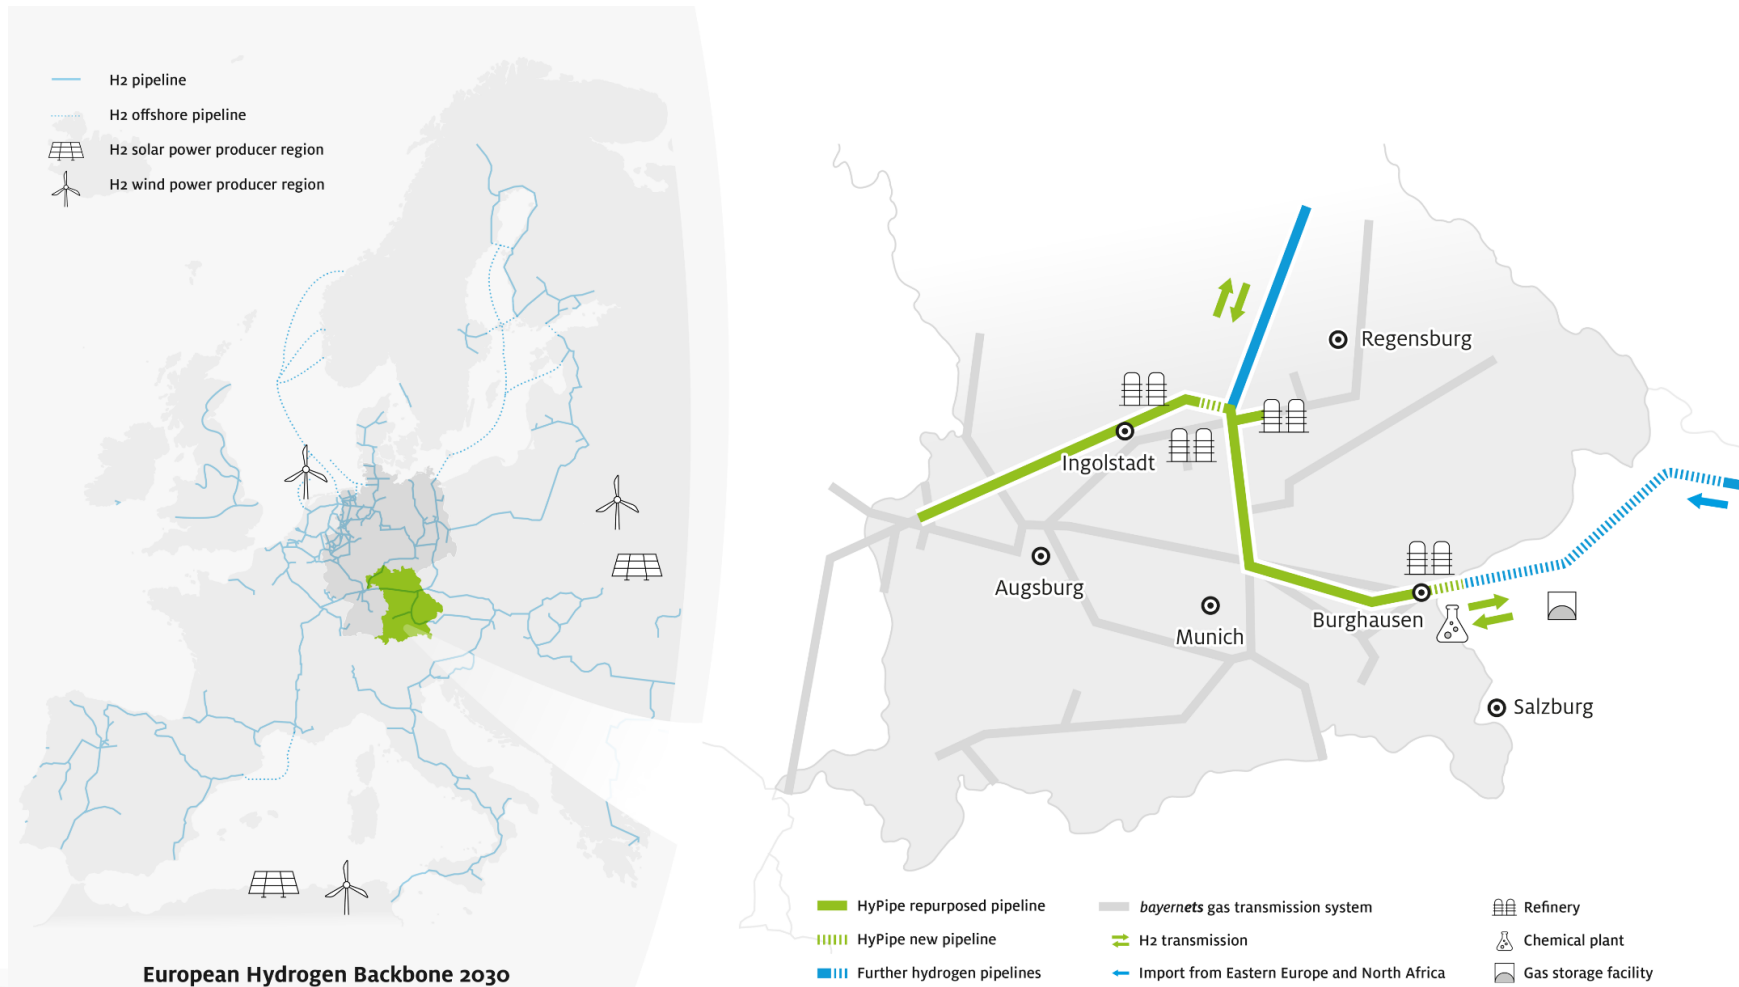 H2 pipeline
H2 offshore pipeline
H2 solar power producer region
H2 wind power producer region
European Hydrogen Backbone 2030
Regensburg
Ingolstadt
Augsburg
Munich
Burghausen
Salzburg
HyPipe repurposed pipeline
HyPipe new pipeline
Further hydrogen pipelines
bayernets gas transmission system
H2 transmission
Import from Eastern Europe and North Africa
Refinery
Chemical plant
Gas storage facility